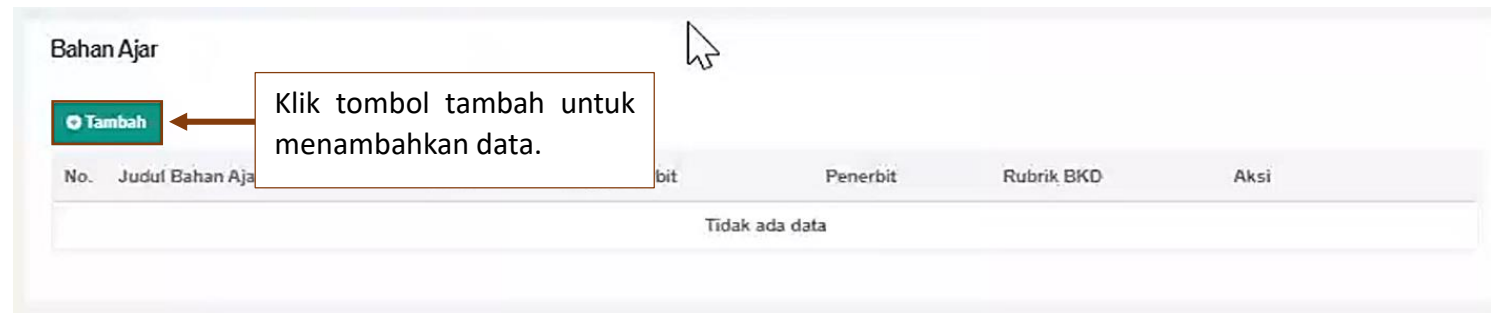 Bahan Ajar
Tambah
Klik tombol tambah untuk
menambahkan data.
No. Judul Bahan Aja bit Penerbit Rubrik BKD Aksi
Tidak ada data